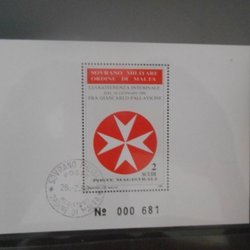 SOVRANO MILITARE
ORDINE DI MALTA
LUOGOTENENZA INTERINALE
FRA GIANCARLO PALLAVICINI
2
SCUDI
POSTE MAGISTRALI
Nº 000 681